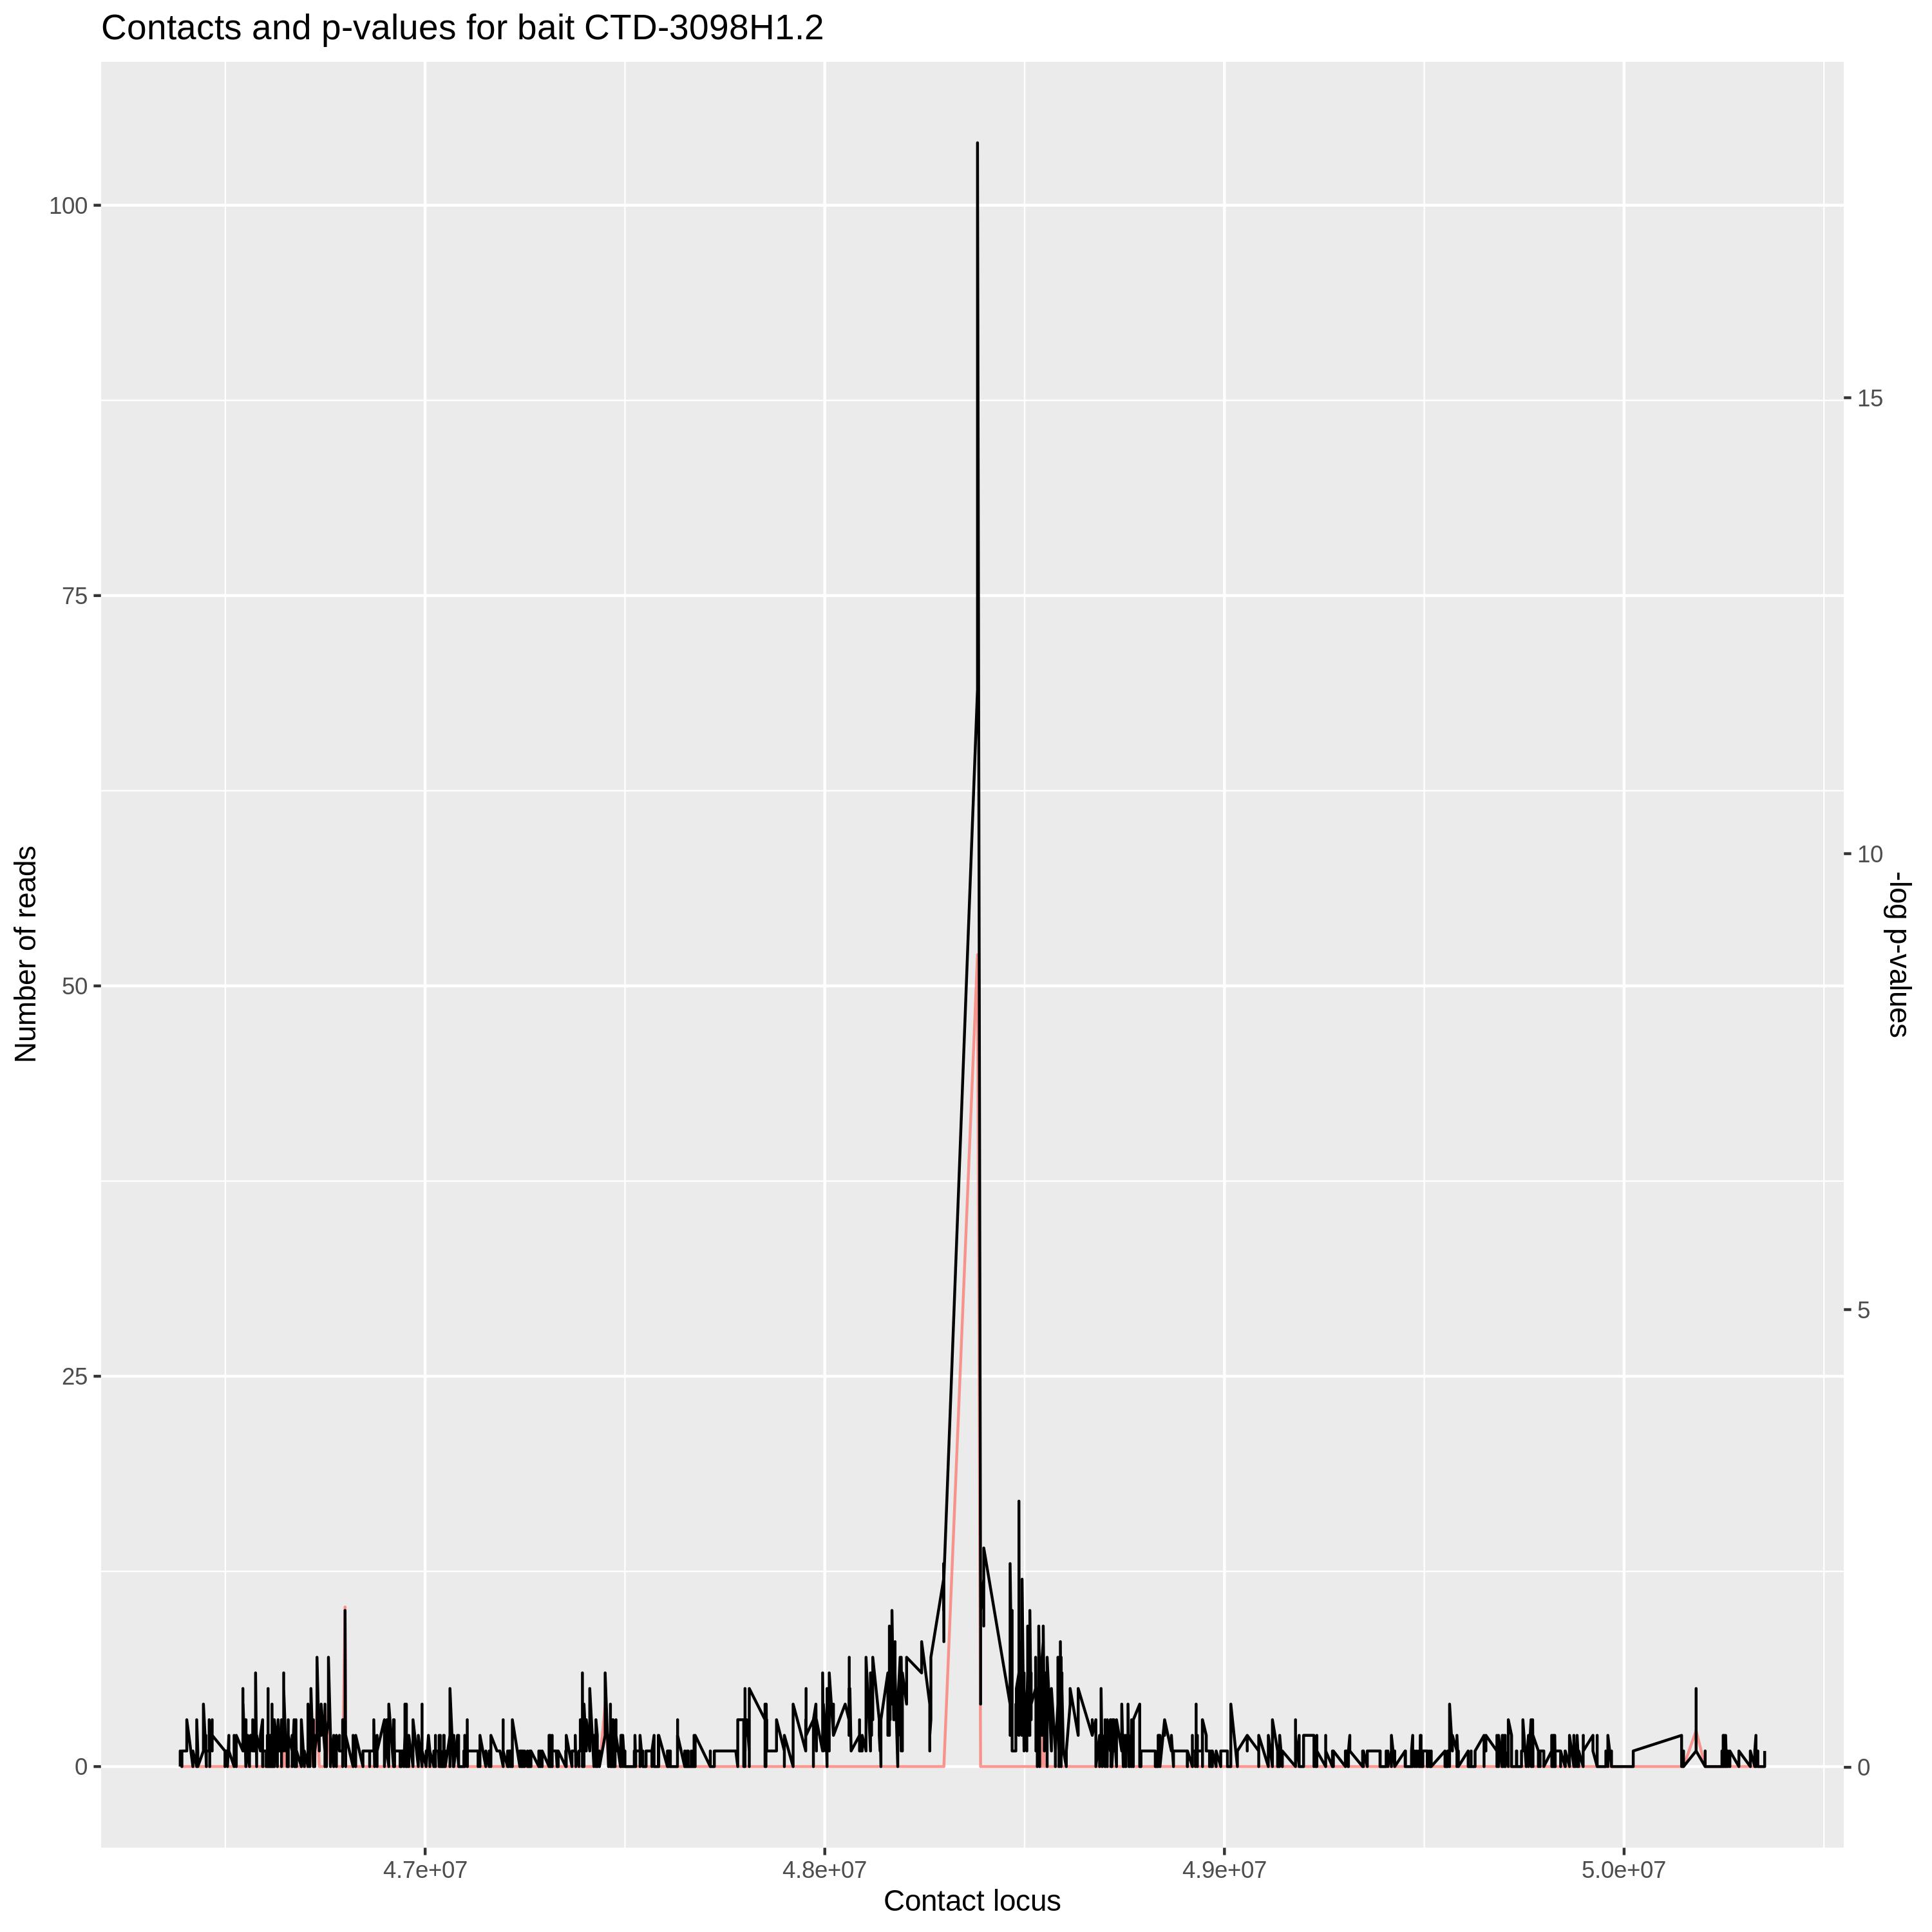 Contacts and p-values for bait CTD-3098H1.2
100
75
50
25
0
Number of reads
15
10
5
0
-log p-values
4.7e+07
4.8e+07
4.9e+07
5.0e+07
Contact locus